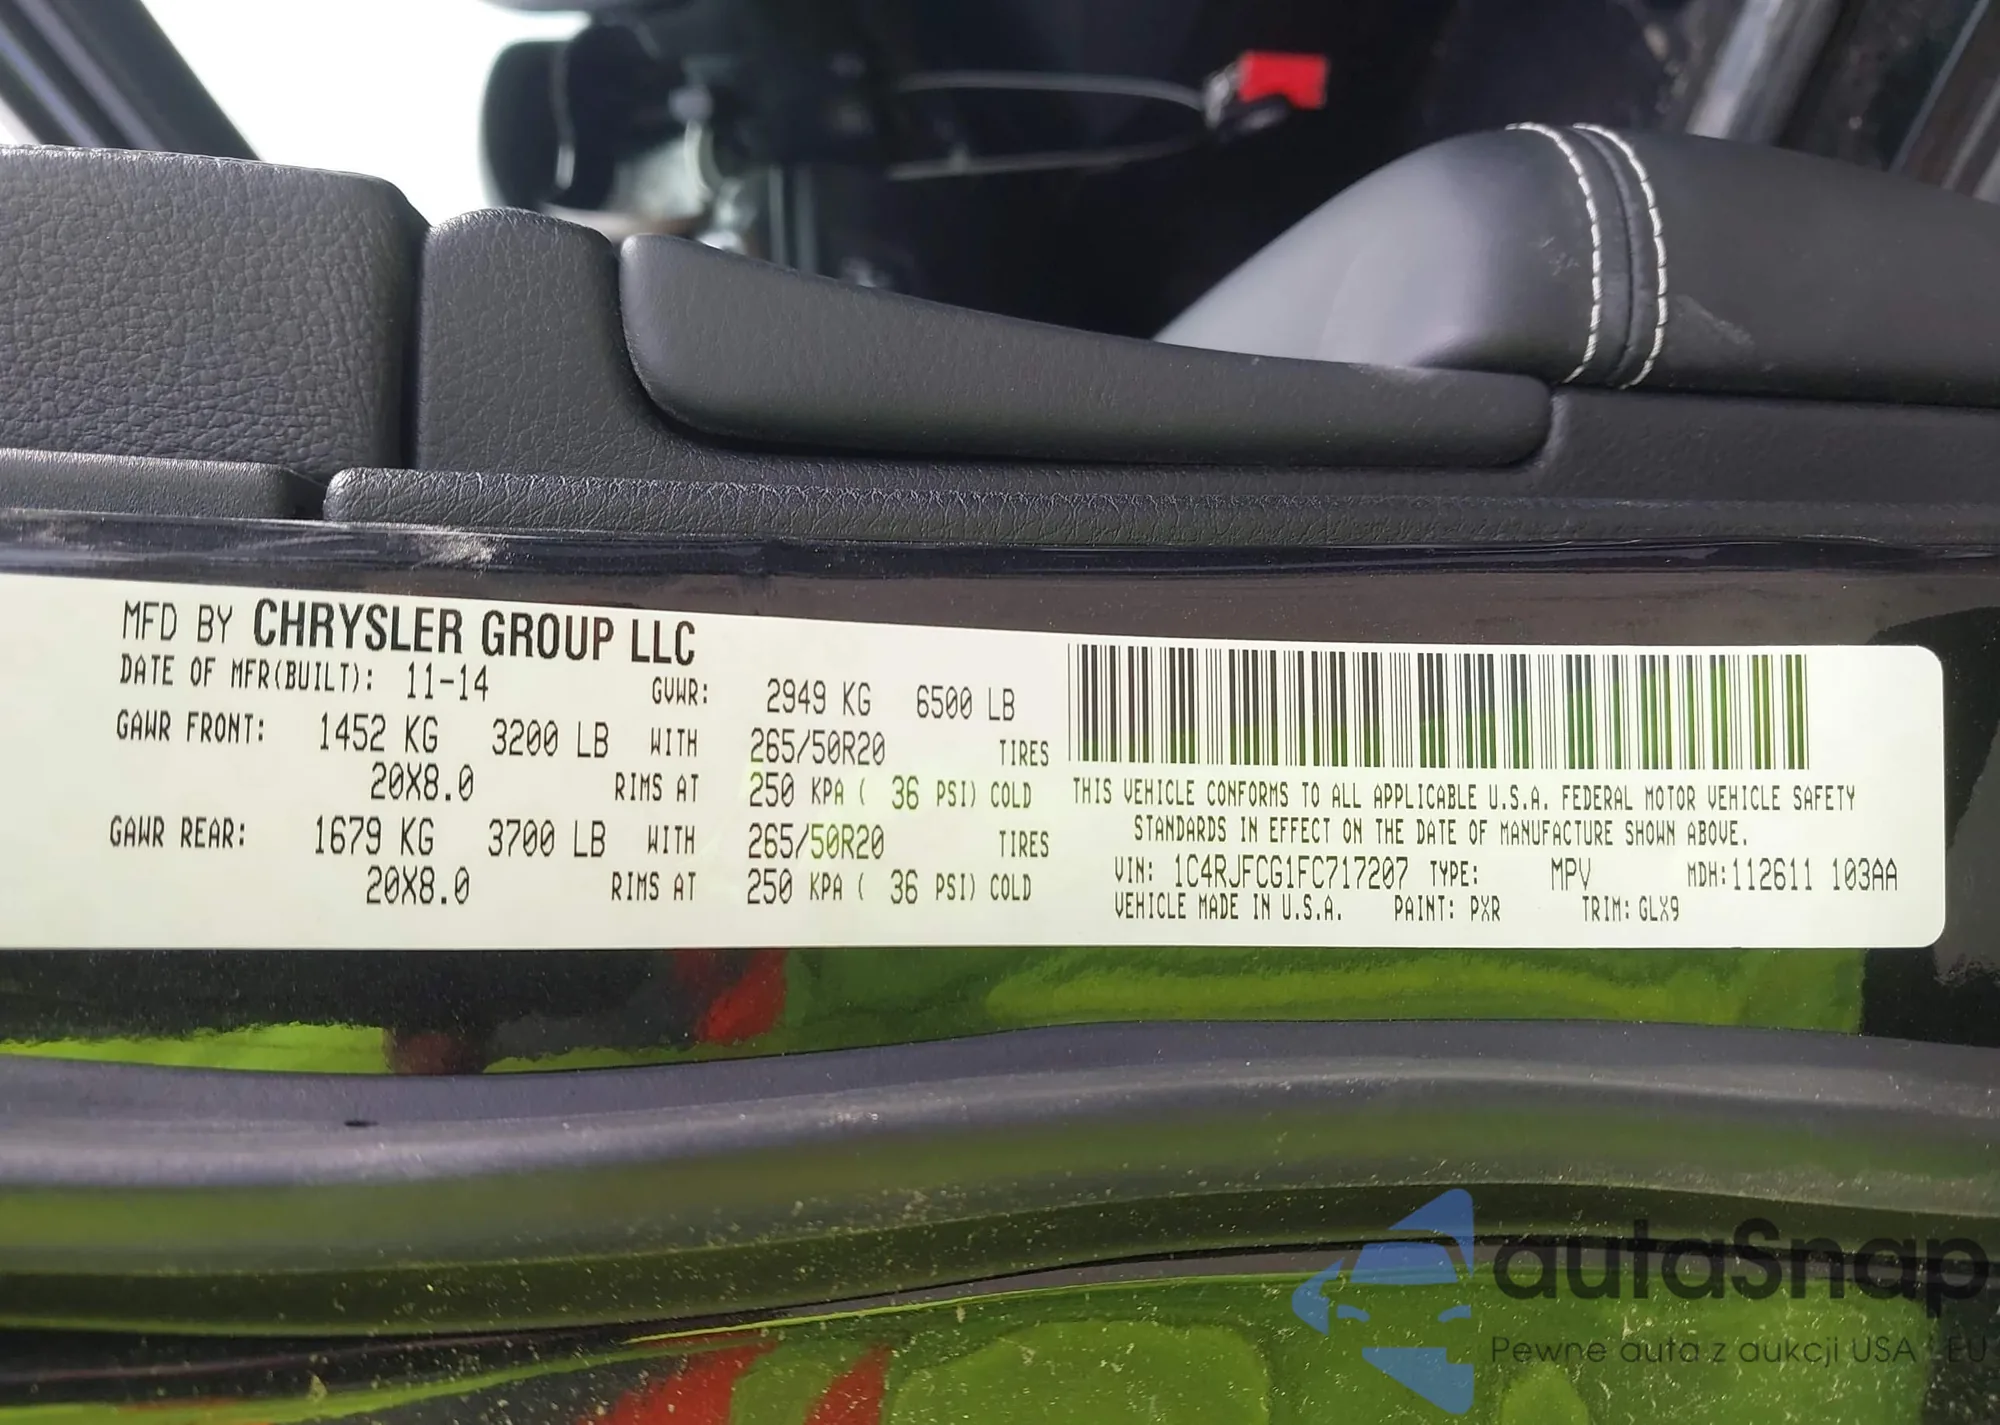 MFD BY CHRYSLER GROUP LLC
DATE OF MFR(BUILT): 11-14 GVWR: 2949 KG 6500 LB
GAWR FRONT: 1452 KG 3200 LB WITH 265/50R20 TIRES
20X8.0 RIMS AT 250 KPA ( 36 PSI) COLD
GAWR REAR: 1679 KG 3700 LB WITH 265/50R20 TIRES
20X8.0 RIMS AT 250 KPA ( 36 PSI) COLD
THIS VEHICLE CONFORMS TO ALL APPLICABLE U.S.A. FEDERAL MOTOR VEHICLE SAFETY
STANDARDS IN EFFECT ON THE DATE OF MANUFACTURE SHOWN ABOVE.
VIN: 1C4RJFCG1FC717207 TYPE: MPV MDH:112611 103AA
VEHICLE MADE IN U.S.A. PAINT: PXR TRIM: GLX9
autaSnap
Pewne auta z aukcji USA i EU